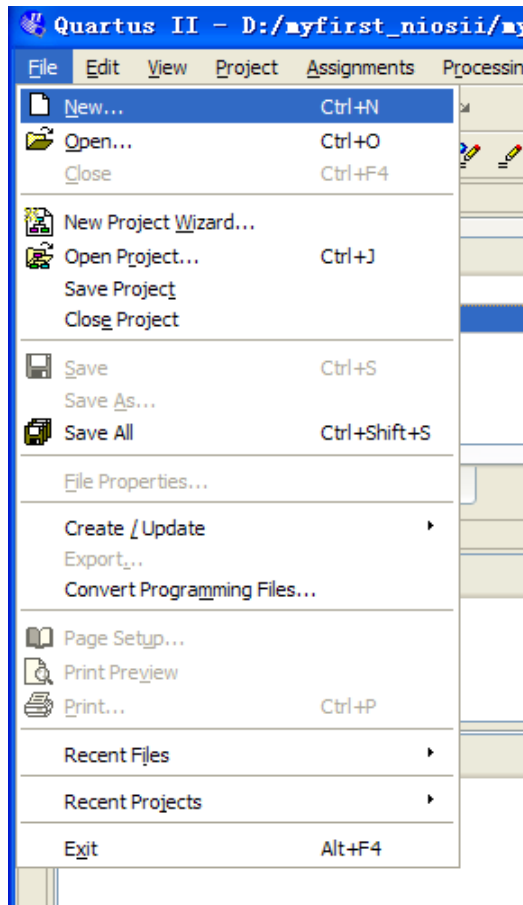 Quartus II - D:/myfirst_niosii/my
File Edit View Project Assignments Processin
New... Ctrl+N
Open... Ctrl+O
Close Ctrl+F4
New Project Wizard...
Open Project... Ctrl+J
Save Project
Close Project
Save Ctrl+S
Save As...
Save All Ctrl+Shift+S
File Properties...
Create / Update
Export...
Convert Programming Files...
Page Setup...
Print Preview
Print... Ctrl+P
Recent Files
Recent Projects
Exit Alt+F4